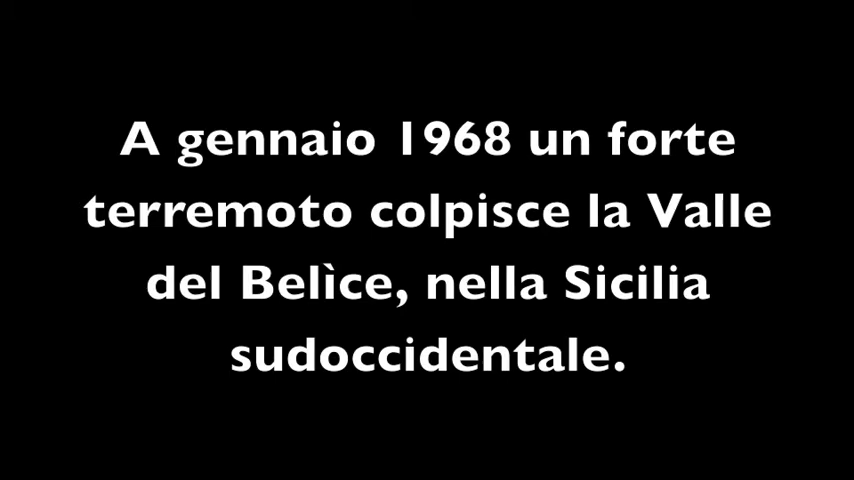 A gennaio 1968 un forte
terremoto colpisce la Valle
del Belìce, nella Sicilia
sudoccidentale.